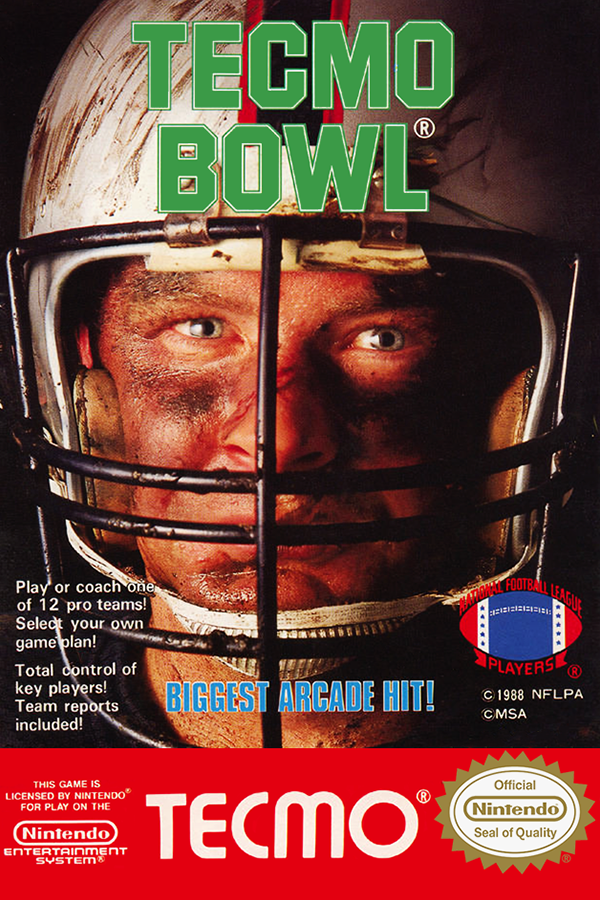 TECMO
BOWL®
Play or coach one
of 12 pro teams!
Select your own
game plan!
Total control of
key players!
Team reports
included!
BIGGEST ARCADE HIT!
NATIONAL FOOTBALL LEAGUE
PLAYERS®
©1988 NFLPA
©MSA
THIS GAME IS
LICENSED BY NINTENDO®
FOR PLAY ON THE
Nintendo
ENTERTAINMENT
SYSTEM®
TECMO®
Official
Nintendo
Seal of Quality
®